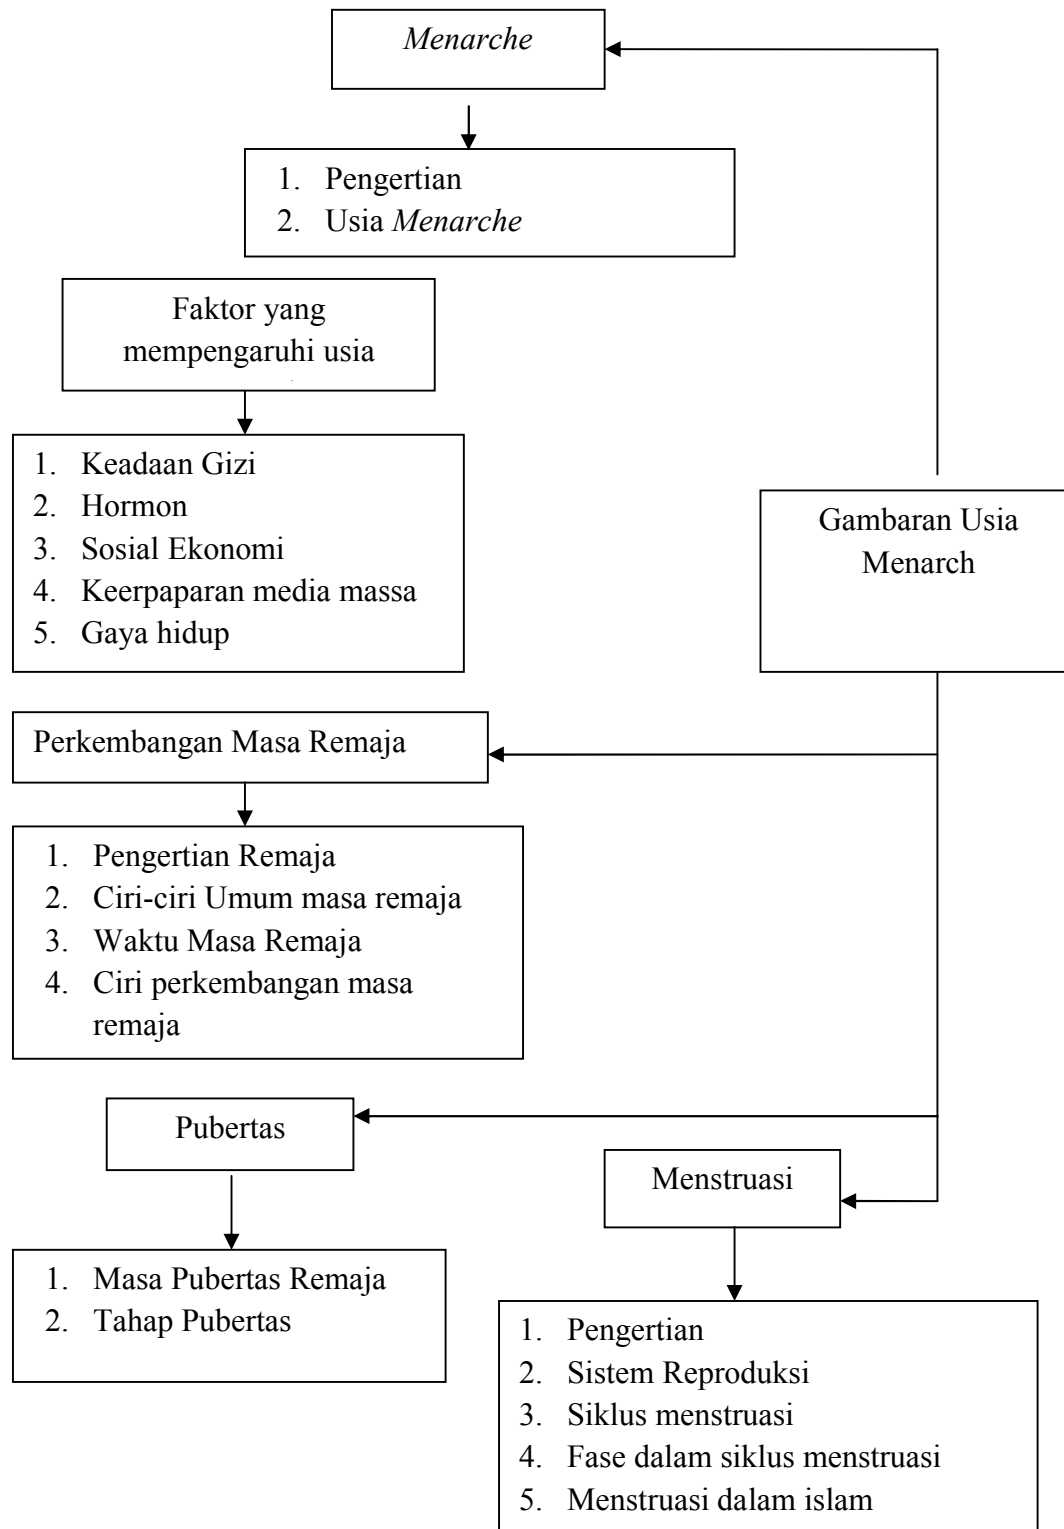 Menarche
1. Pengertian
2. Usia Menarche
Faktor yang
mempengaruhi usia
1. Keadaan Gizi
2. Hormon
3. Sosial Ekonomi
4. Keerpaparan media massa
5. Gaya hidup
Gambaran Usia
Menarch
Perkembangan Masa Remaja
1. Pengertian Remaja
2. Ciri-ciri Umum masa remaja
3. Waktu Masa Remaja
4. Ciri perkembangan masa
remaja
Pubertas
Menstruasi
1. Masa Pubertas Remaja
2. Tahap Pubertas
1. Pengertian
2. Sistem Reproduksi
3. Siklus menstruasi
4. Fase dalam siklus menstruasi
5. Menstruasi dalam islam